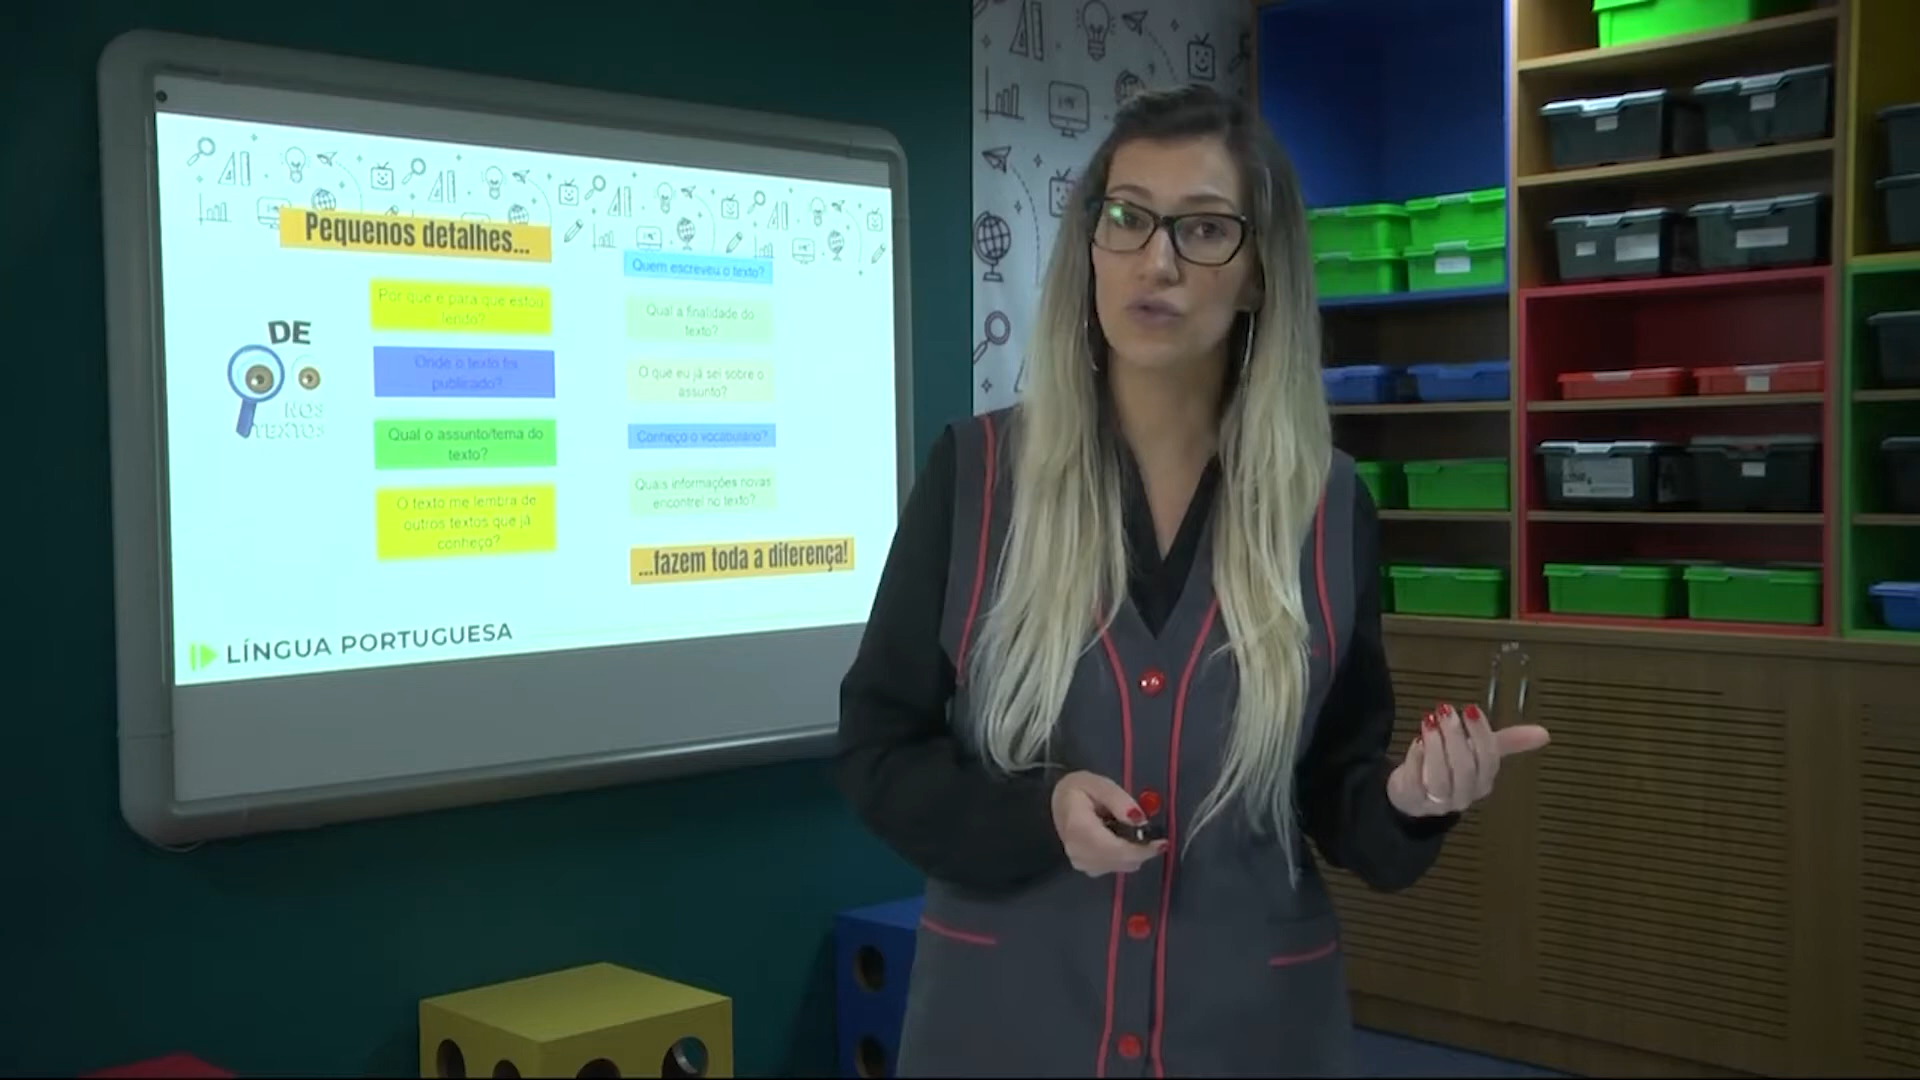 Pequenos detalhes...
DE
NOS
TEXTOS
Por que e para que estou
lendo?
Onde o texto foi
publicado?
Qual o assunto/tema do
texto?
O texto me lembra de
outros textos que já
conheço?
Quem escreveu o texto?
Qual a finalidade do
texto?
O que eu já sei sobre o
assunto?
Conheço o vocabulário?
Quais informações novas
encontrei no texto?
...fazem toda a diferença!
LÍNGUA PORTUGUESA